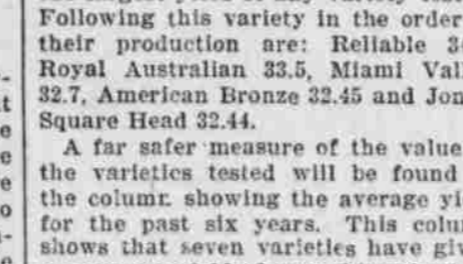 Following this variety in the order
their production are: Reliable 3
Royal Australian 33.5, Miami Val
32.7, American Bronze 32.45 and Jon
Square Head 32.44.
A far safer measure of the value
the varieties tested will be found
the column showing the average yi
for the past six years. This colu
shows that seven varieties have giv